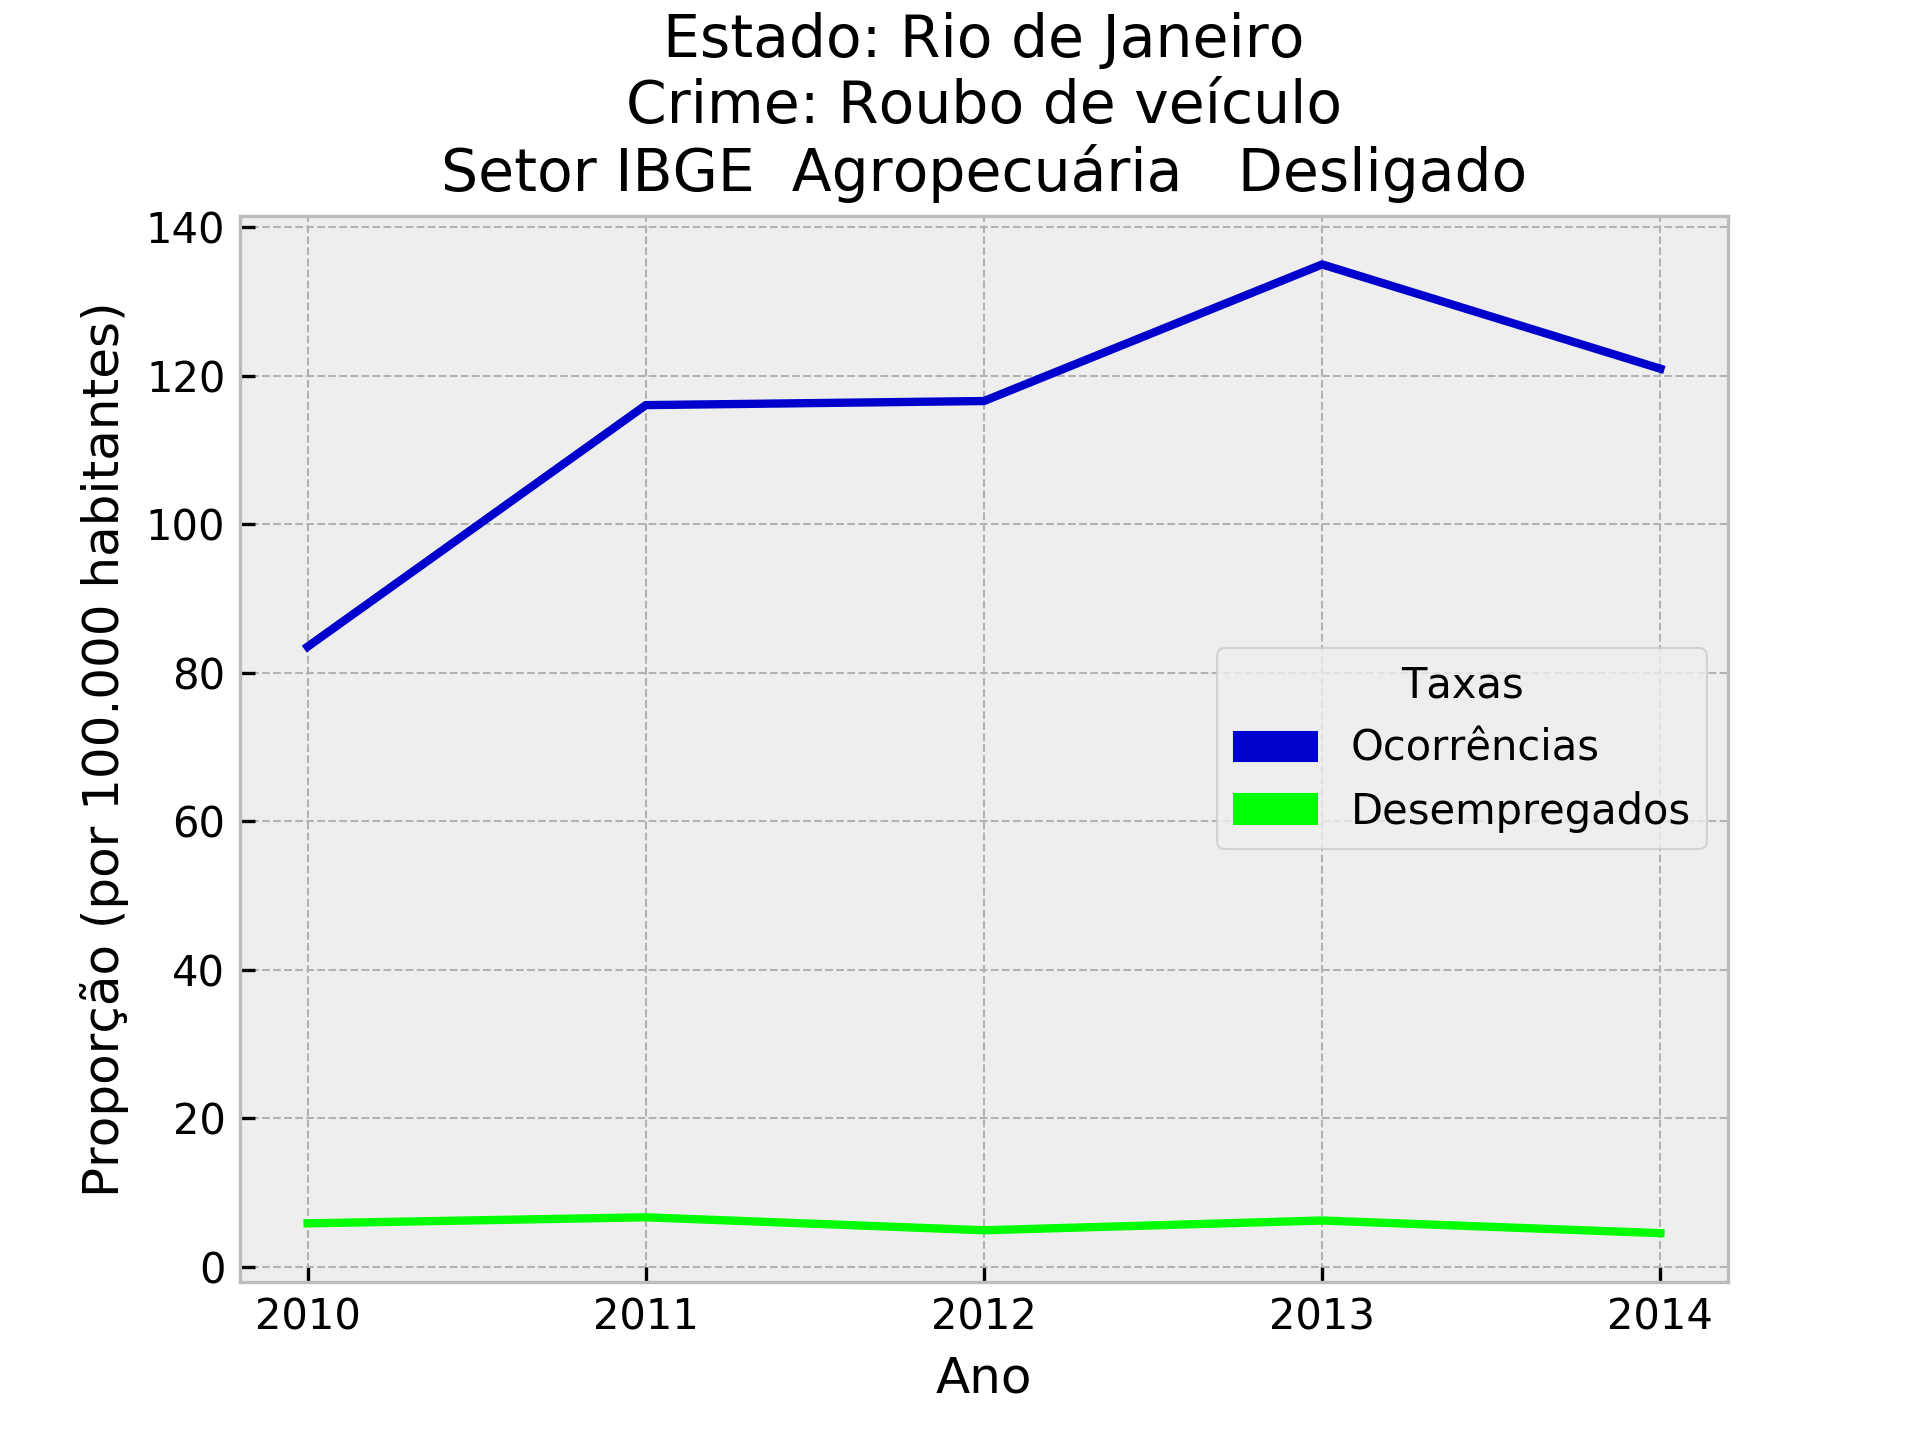 Estado: Rio de Janeiro
Crime: Roubo de veículo
Setor IBGE  Agropecuária   Desligado
Proporção (por 100.000 habitantes)
140
120
100
80
60
40
20
0
Taxas
Ocorrências
Desempregados
2010 2011 2012 2013 2014
Ano